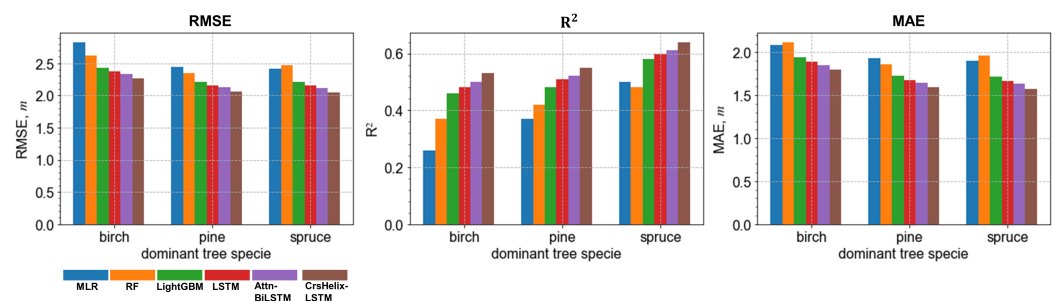 RMSE
RMSE, m
2.5
2.0
1.5
1.0
0.5
0.0
birch pine spruce
dominant tree specie
R²
R²
0.6
0.4
0.2
0.0
birch pine spruce
dominant tree specie
MAE
MAE, m
2.0
1.5
1.0
0.5
0.0
birch pine spruce
dominant tree specie
MLR RF LightGBM LSTM Attn- CrsHelix-
BiLSTM LSTM